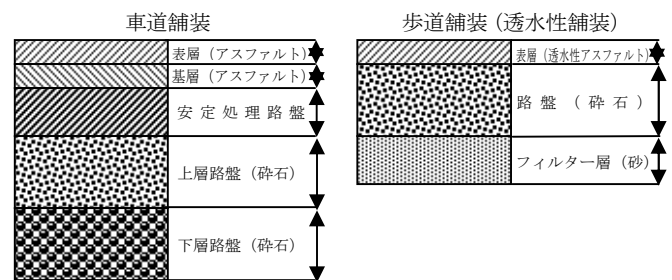 車道舗装
表層（アスファルト）
基層（アスファルト）
安定処理路盤
上層路盤（砕石）
下層路盤（砕石）
歩道舗装（透水性舗装）
表層（透水性アスファルト）
路盤（砕石）
フィルター層（砂）